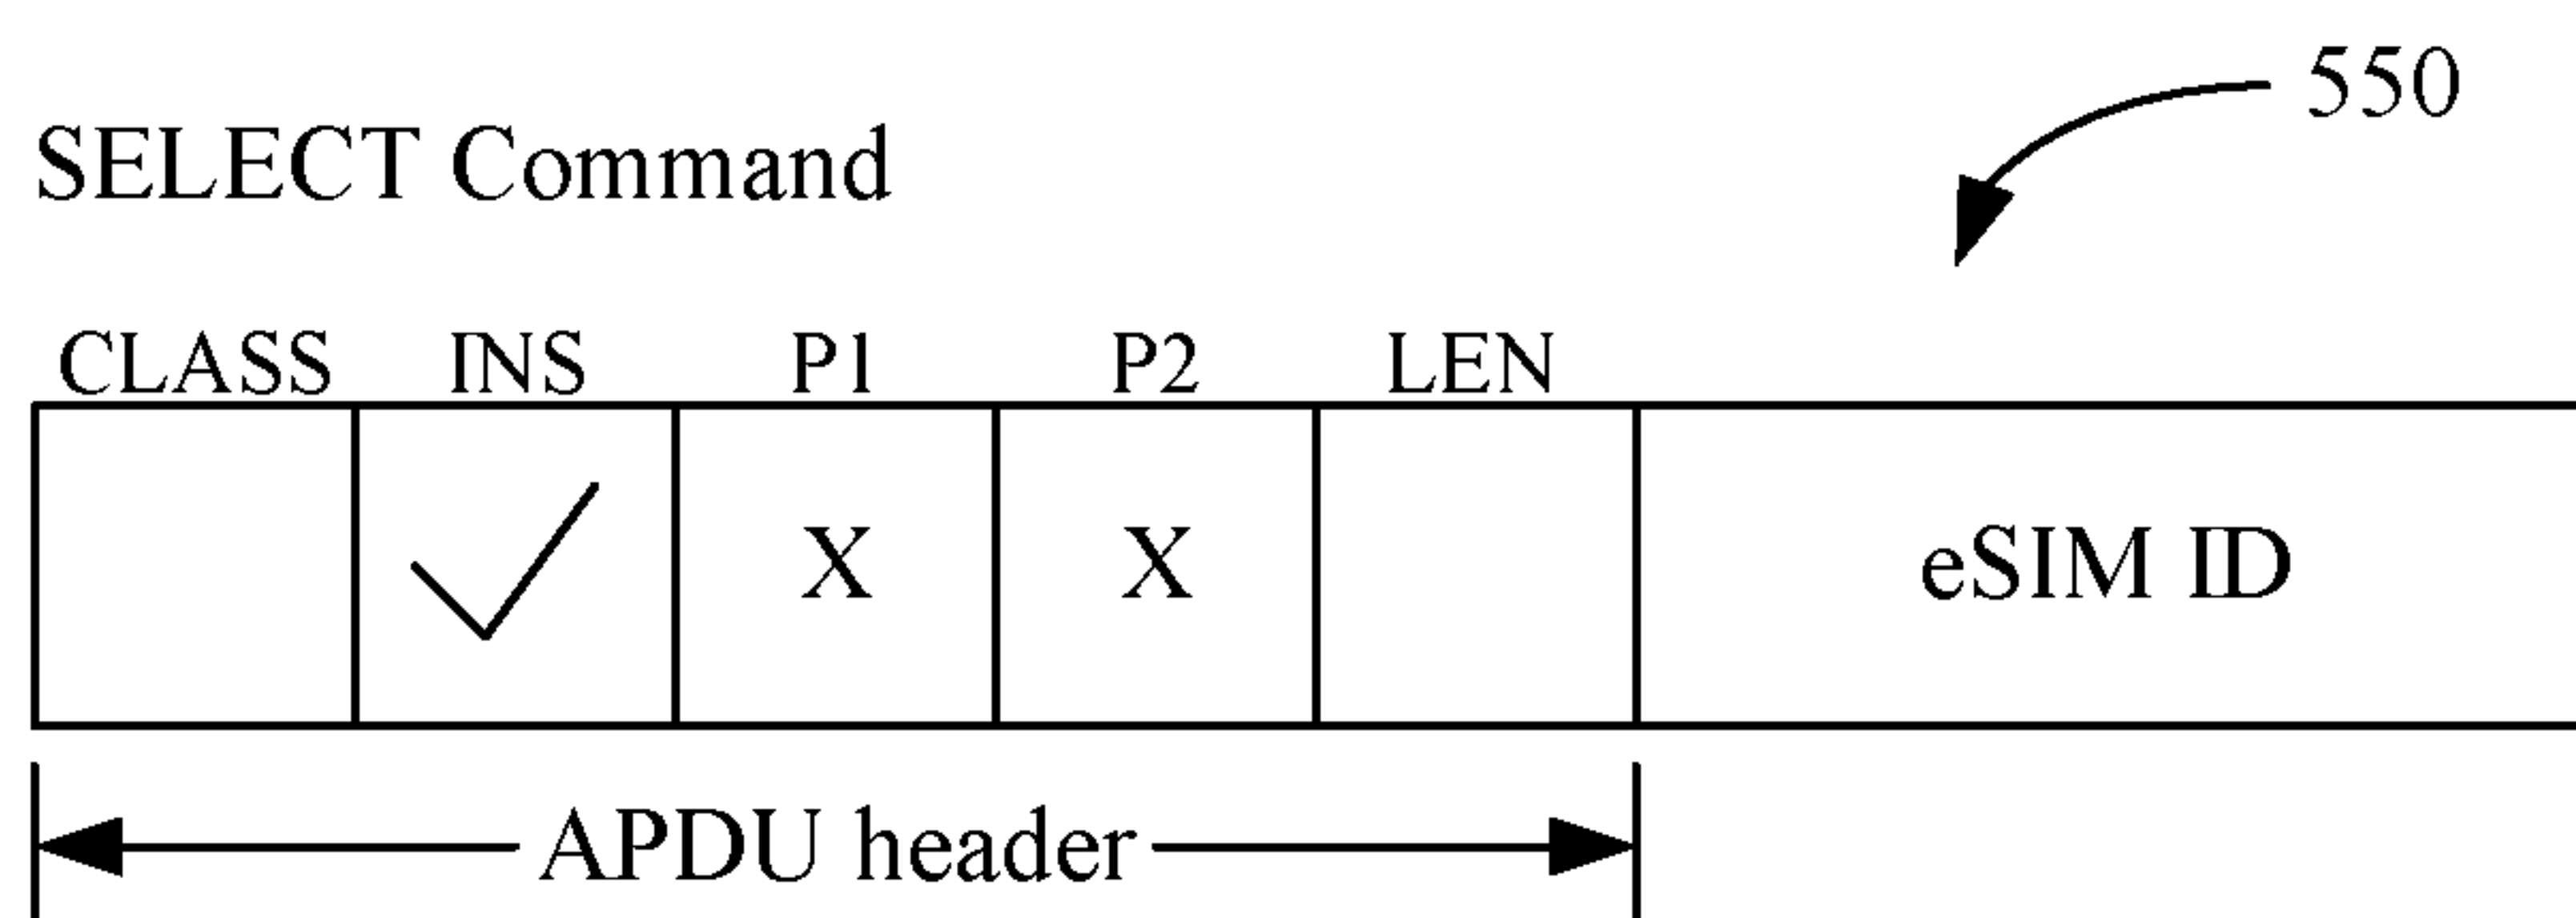 550
SELECT Command
CLASS INS P1 P2 LEN
X X eSIM ID
APDU header